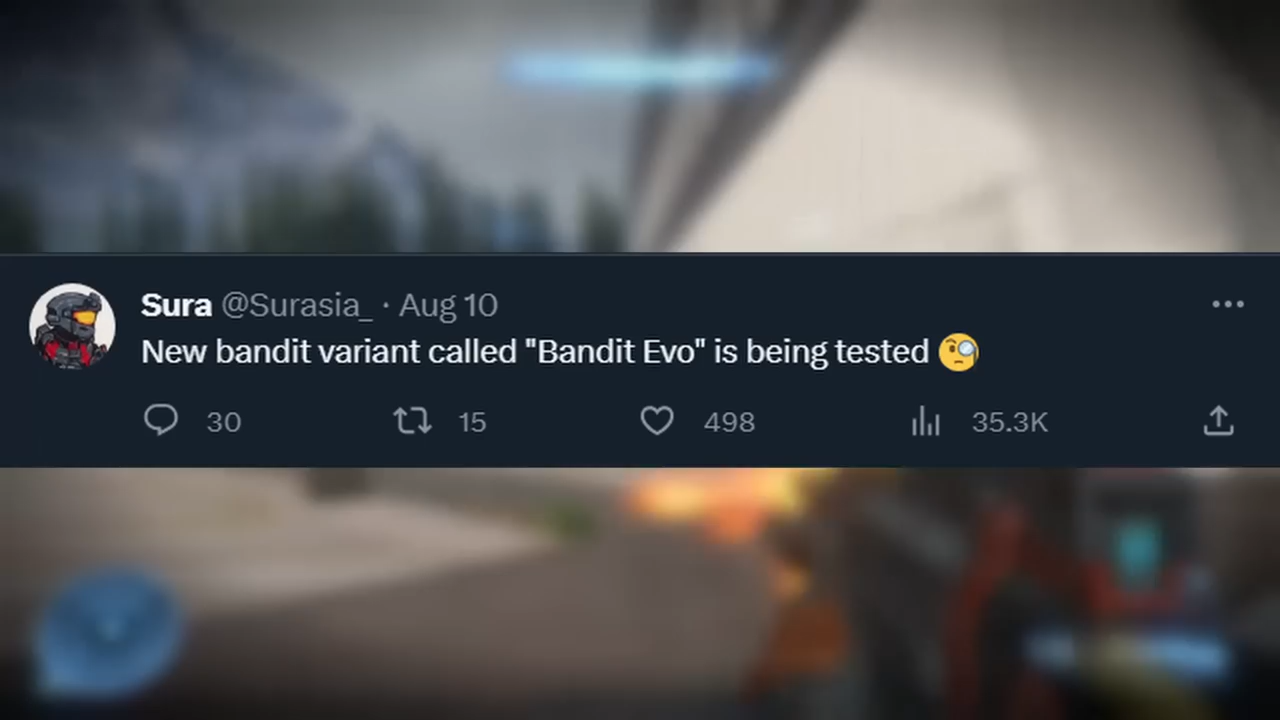 Sura @Surasia_ · Aug 10
New bandit variant called "Bandit Evo" is being tested 🧐
30 15 498 35.3K